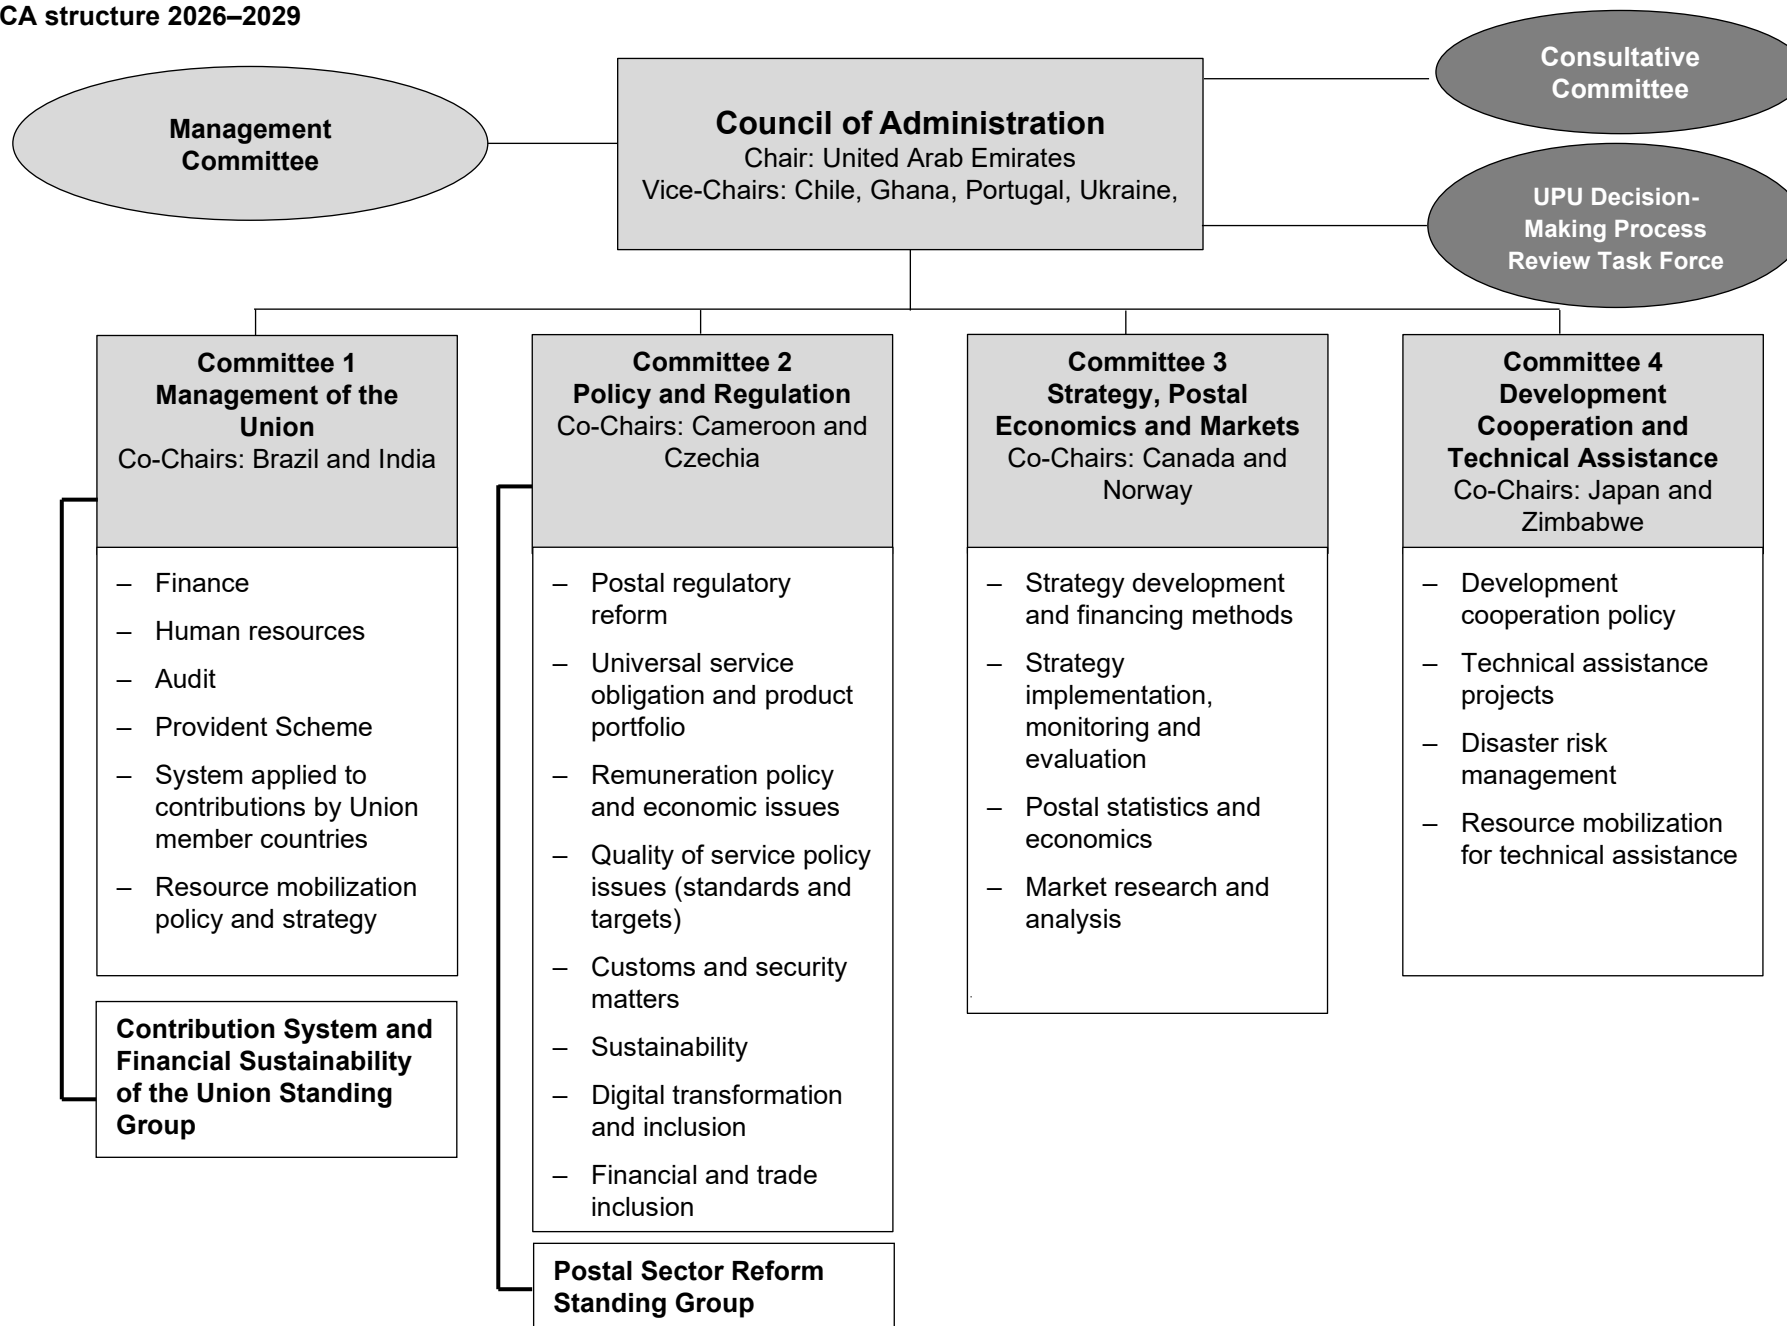 CA structure 2026–2029
Management
Committee
Council of Administration
Chair: United Arab Emirates
Vice-Chairs: Chile, Ghana, Portugal, Ukraine,
Consultative
Committee
UPU Decision-
Making Process
Review Task Force
Committee 1
Management of the
Union
Co-Chairs: Brazil and India
– Finance
– Human resources
– Audit
– Provident Scheme
– System applied to
contributions by Union
member countries
– Resource mobilization
policy and strategy
Contribution System and
Financial Sustainability
of the Union Standing
Group
Committee 2
Policy and Regulation
Co-Chairs: Cameroon and
Czechia
– Postal regulatory
reform
– Universal service
obligation and product
portfolio
– Remuneration policy
and economic issues
– Quality of service policy
issues (standards and
targets)
– Customs and security
matters
– Sustainability
– Digital transformation
and inclusion
– Financial and trade
inclusion
Postal Sector Reform
Standing Group
Committee 3
Strategy, Postal
Economics and Markets
Co-Chairs: Canada and
Norway
– Strategy development
and financing methods
– Strategy
implementation,
monitoring and
evaluation
– Postal statistics and
economics
– Market research and
analysis
Committee 4
Development
Cooperation and
Technical Assistance
Co-Chairs: Japan and
Zimbabwe
– Development
cooperation policy
– Technical assistance
projects
– Disaster risk
management
– Resource mobilization
for technical assistance